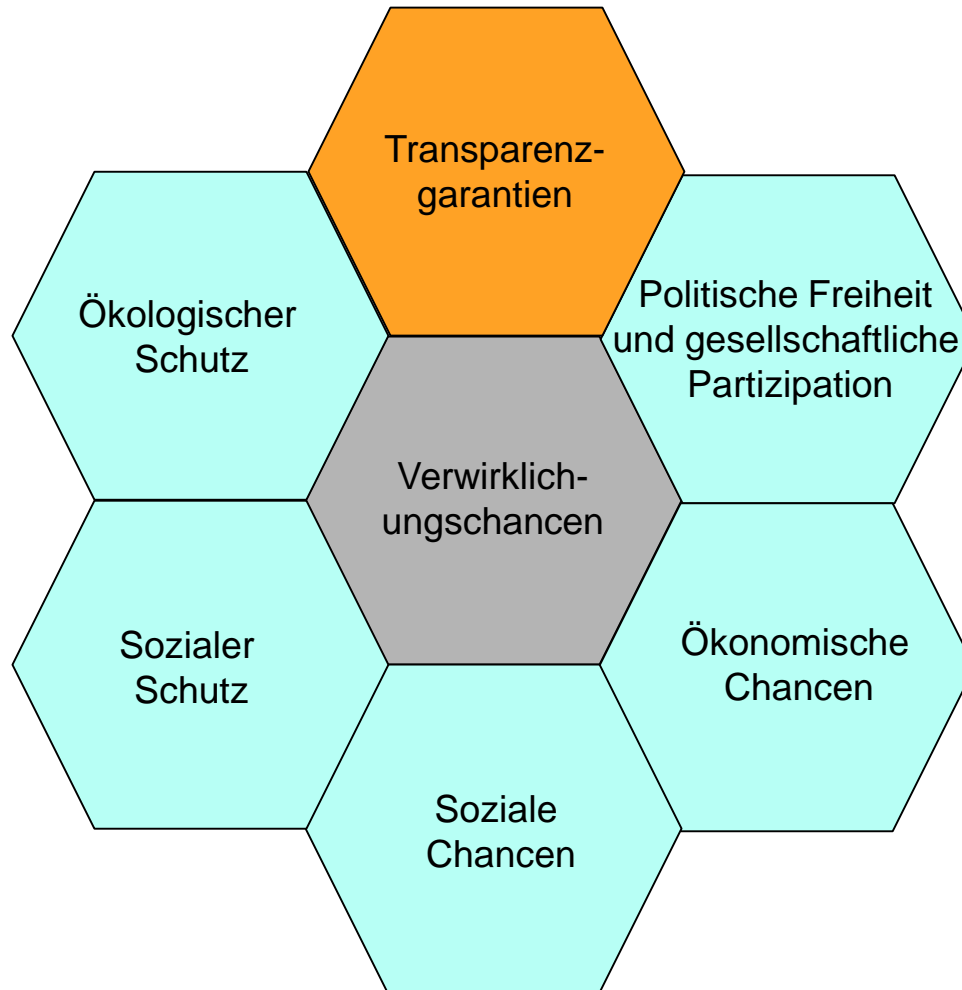 Transparenz-
garantien
Ökologischer
Schutz
Politische Freiheit
und gesellschaftliche
Partizipation
Verwirklich-
ungschancen
Sozialer
Schutz
Ökonomische
Chancen
Soziale
Chancen